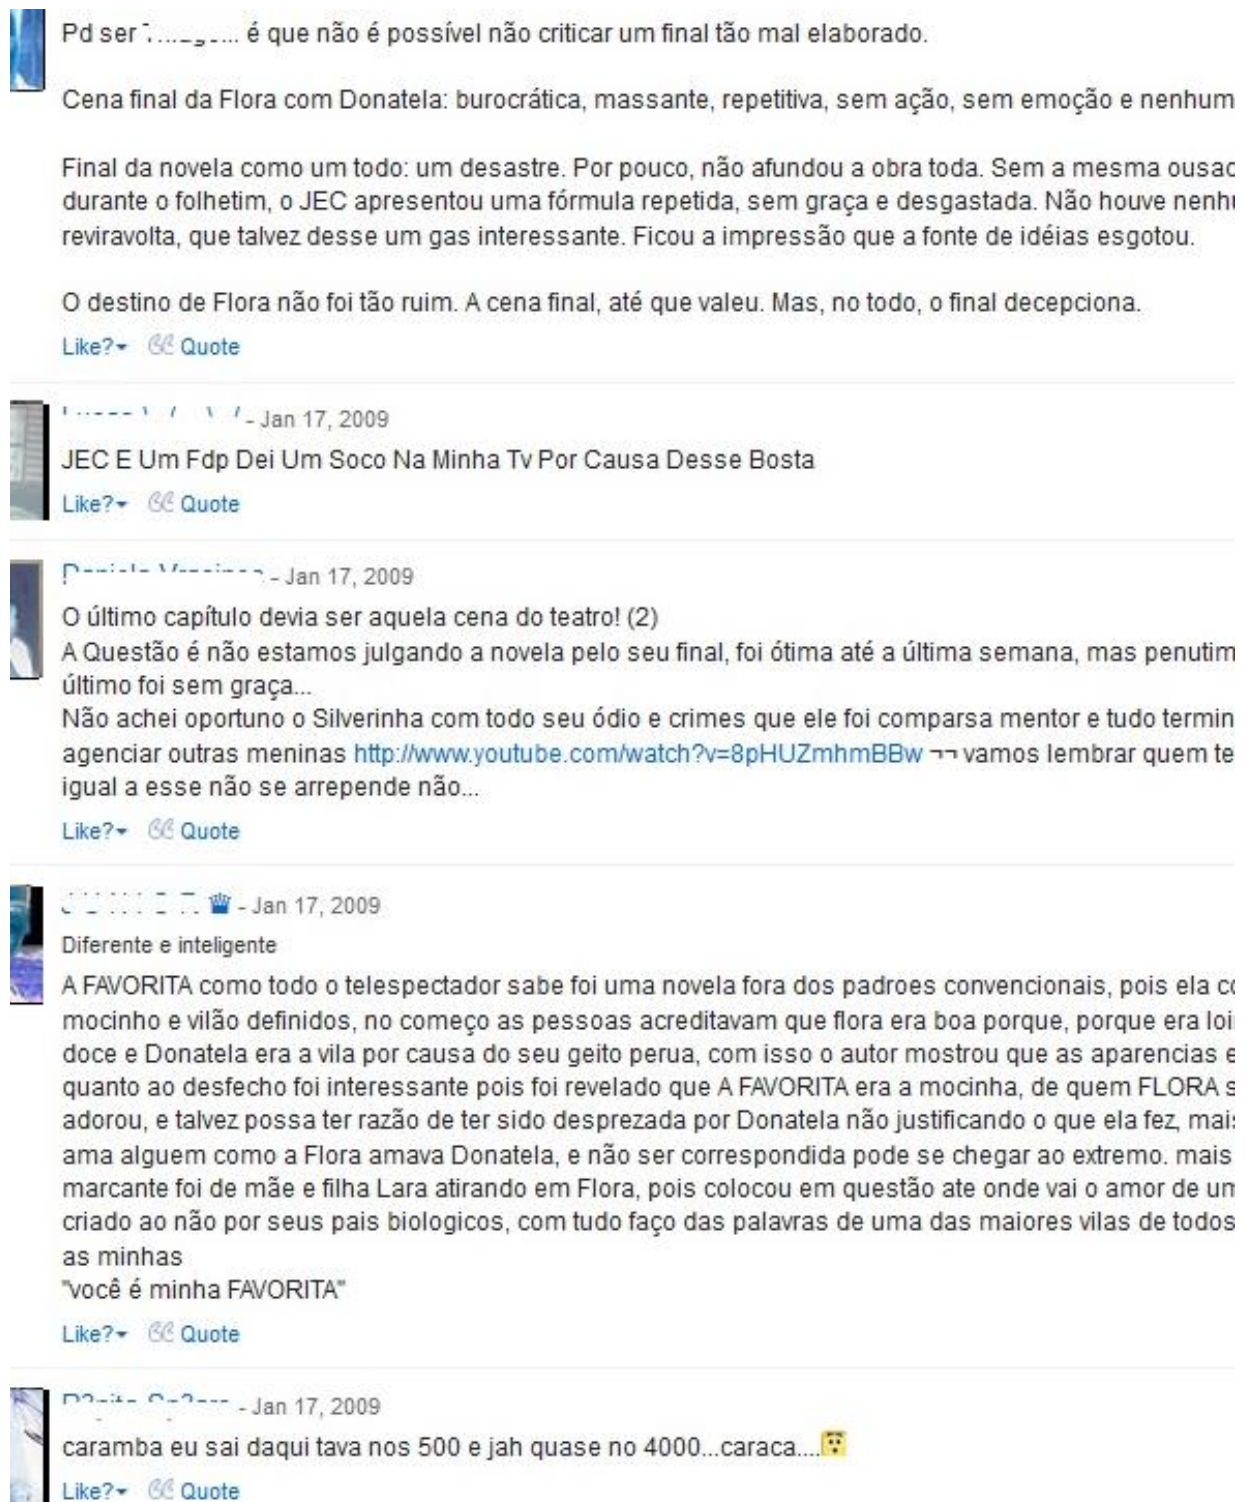 Pd ser é que não é possível não criticar um final tão mal elaborado.
Cena final da Flora com Donatela: burocrática, massante, repetitiva, sem ação, sem emoção e nenhum
Final da novela como um todo: um desastre. Por pouco, não afundou a obra toda. Sem a mesma
durante o folhetim, o JEC apresentou uma fórmula repetida, sem graça e desgastada. Não houve
reviravolta, que talvez desse um gas interessante. Ficou a impressão que a fonte de idéias esgotou.
O destino de Flora não foi tão ruim. A cena final, até que valeu. Mas, no todo, o final decepciona.
Like? Quote
- Jan 17, 2009
JEC E Um Fdp Dei Um Soco Na Minha Tv Por Causa Desse Bosta
Like? Quote
- Jan 17, 2009
O último capítulo devia ser aquela cena do teatro! (2)
A Questão é não estamos julgando a novela pelo seu final, foi ótima até a última semana, mas
último foi sem graça...
Não achei oportuno o Silverinha com todo seu ódio e crimes que ele foi comparsa mentor e tudo
agenciar outras meninas http://www.youtube.com/watch?v=8pHUZmhmBBw ¬¬ vamos lembrar quem
igual a esse não se arrepende não...
Like? Quote
- Jan 17, 2009
Diferente e inteligente
A FAVORITA como todo o telespectador sabe foi uma novela fora dos padroes convencionais, pois ela
mocinho e vilão definidos, no começo as pessoas acreditavam que flora era boa porque, porque era
doce e Donatela era a vila por causa do seu geito perua, com isso o autor mostrou que as aparencias
quanto ao desfecho foi interessante pois foi revelado que A FAVORITA era a mocinha, de quem FLORA
adorou, e talvez possa ter razão de ter sido desprezada por Donatela não justificando o que ela fez,
ama alguem como a Flora amava Donatela, e não ser correspondida pode se chegar ao extremo. mais
marcante foi de mãe e filha Lara atirando em Flora, pois colocou em questão ate onde vai o amor de
criado ao não por seus pais biologicos, com tudo faço das palavras de uma das maiores vilas de todos
as minhas
"você é minha FAVORITA"
Like? Quote
- Jan 17, 2009
caramba eu sai daqui tava nos 500 e jah quase no 4000...caraca....
Like? Quote